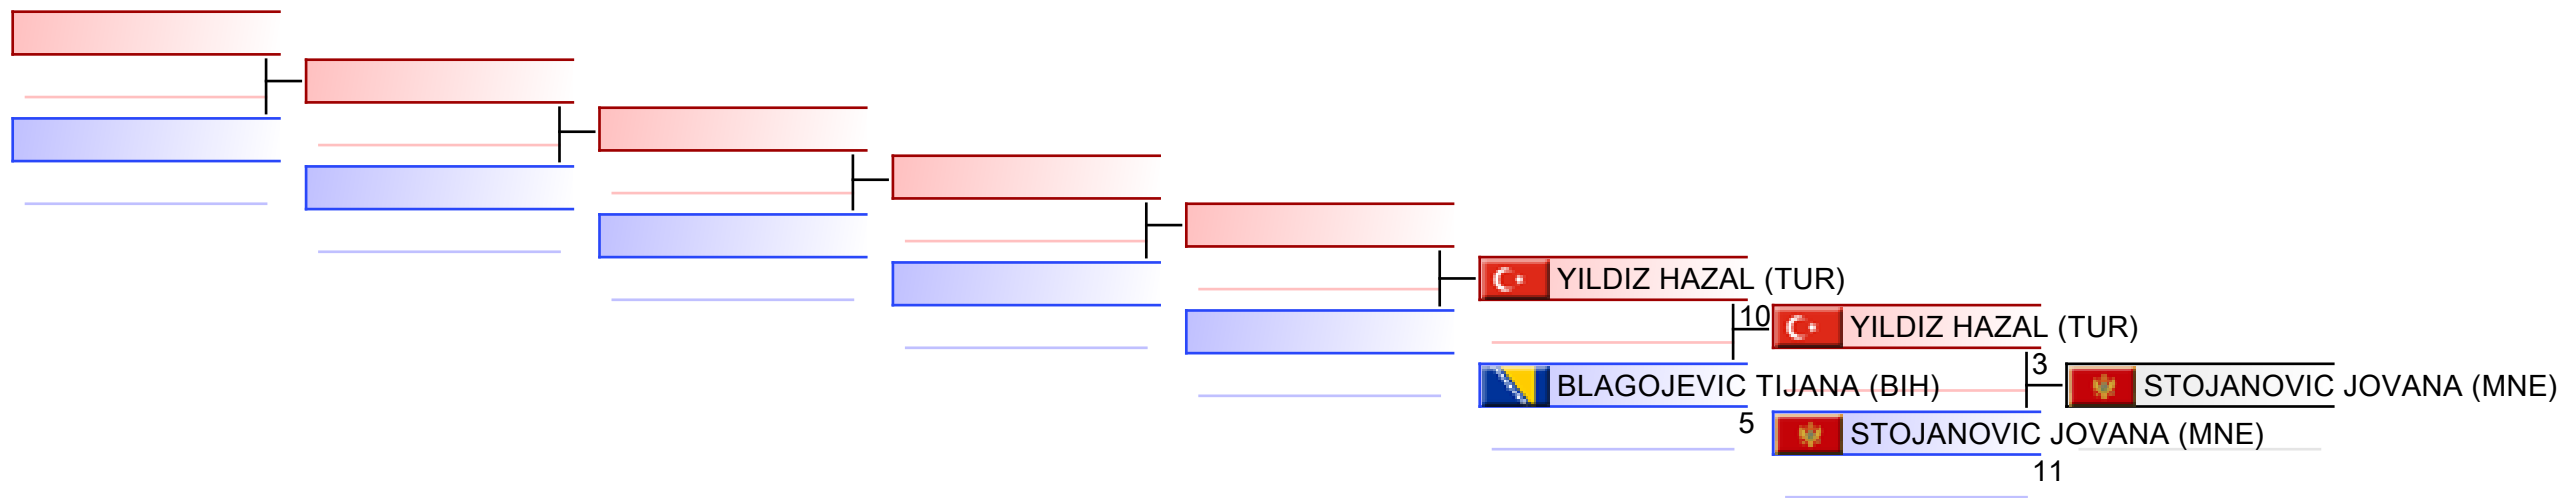 YILDIZ HAZAL (TUR)
10
YILDIZ HAZAL (TUR)
3
BLAGOJEVIC TIJANA (BIH)
STOJANOVIC JOVANA (MNE)
5
STOJANOVIC JOVANA (MNE)
11